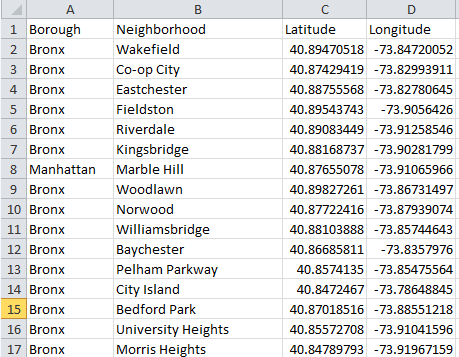 A B C D
1 Borough Neighborhood Latitude Longitude
2 Bronx Wakefield 40.89470518 -73.84720052
3 Bronx Co-op City 40.87429419 -73.82993911
4 Bronx Eastchester 40.88755568 -73.82780645
5 Bronx Fieldston 40.89543743 -73.9056426
6 Bronx Riverdale 40.89083449 -73.91258546
7 Bronx Kingsbridge 40.88168737 -73.90281799
8 Manhattan Marble Hill 40.87655078 -73.91065966
9 Bronx Woodlawn 40.89827261 -73.86731497
10 Bronx Norwood 40.87722416 -73.87939074
11 Bronx Williamsbridge 40.88103888 -73.85744643
12 Bronx Baychester 40.86685811 -73.8357976
13 Bronx Pelham Parkway 40.8574135 -73.85475564
14 Bronx City Island 40.8472467 -73.78648845
15 Bronx Bedford Park 40.87018516 -73.88551218
16 Bronx University Heights 40.85572708 -73.91041596
17 Bronx Morris Heights 40.84789793 -73.91967159